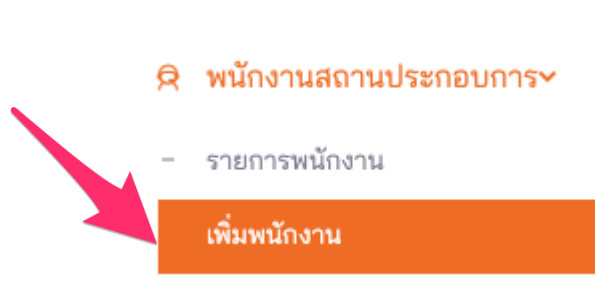 พนักงานสถานประกอบการ
รายการพนักงาน
เพิ่มพนักงาน